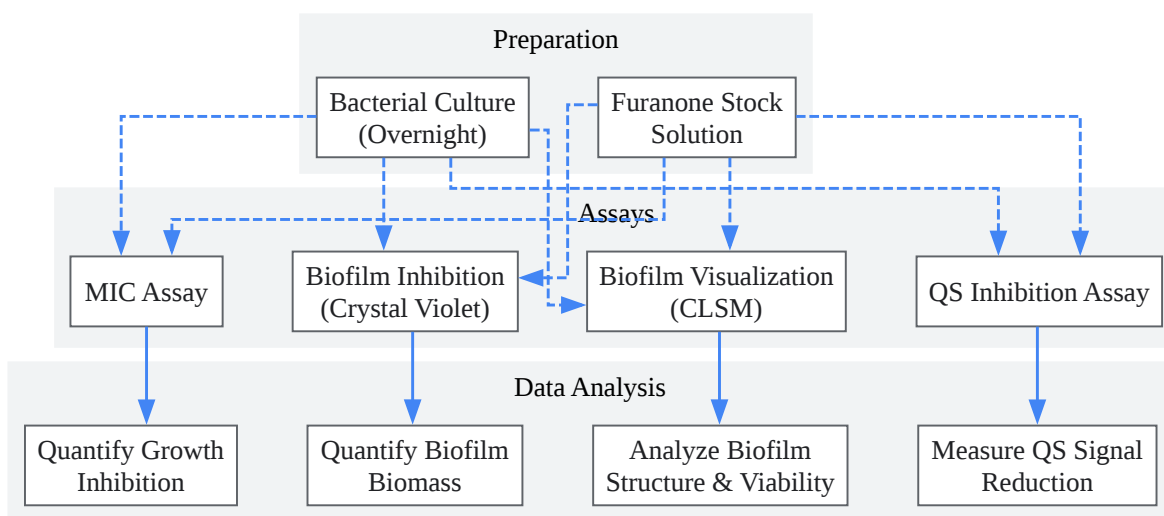 Preparation
Bacterial Culture
(Overnight)
Furanone Stock
Solution
Assays
MIC Assay
Biofilm Inhibition
(Crystal Violet)
Biofilm Visualization
(CLSM)
QS Inhibition Assay
Data Analysis
Quantify Growth
Inhibition
Quantify Biofilm
Biomass
Analyze Biofilm
Structure & Viability
Measure QS Signal
Reduction